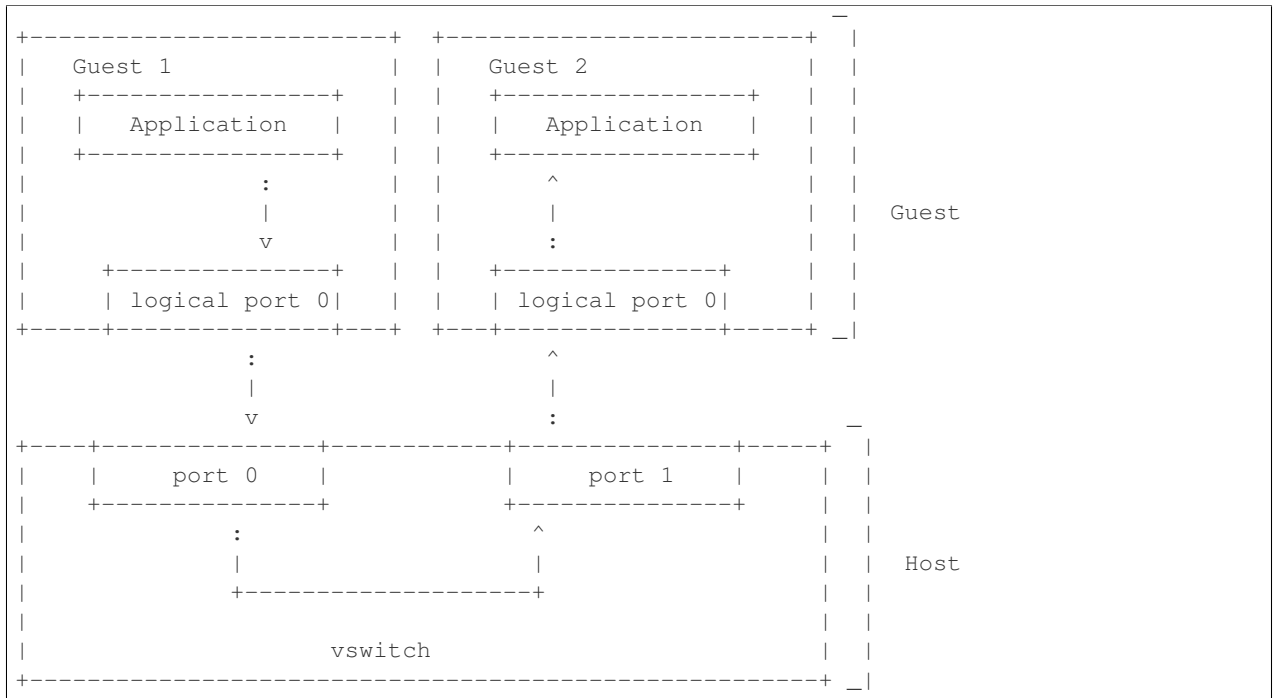 _
+-------------------------+  +-------------------------+  |
|   Guest 1               |  |   Guest 2               |  |
|   +-----------------+   |  |   +-----------------+   |  |
|   |   Application   |   |  |   |   Application   |   |  |
|   +-----------------+   |  |   +-----------------+   |  |
|                :        |  |       ^                 |  |
|                |        |  |       |                 |  |  Guest
|                v        |  |       :                 |  |
|     +---------------+   |  |   +---------------+     |  |
|     | logical port 0|   |  |   | logical port 0|     |  |
+-----+---------------+---+  +---+---------------+-----+ _|
                :                    ^
                |                    |
                v                    :                    _
+----+---------------+------------+---------------+-----+  |
|    |     port 0    |            |     port 1    |     |  |
|    +---------------+            +---------------+     |  |
|              :                    ^                   |  |
|              |                    |                   |  |  Host
|              +--------------------+                   |  |
|                                                       |  |
|                     vswitch                           |  |
+-------------------------------------------------------+ _|